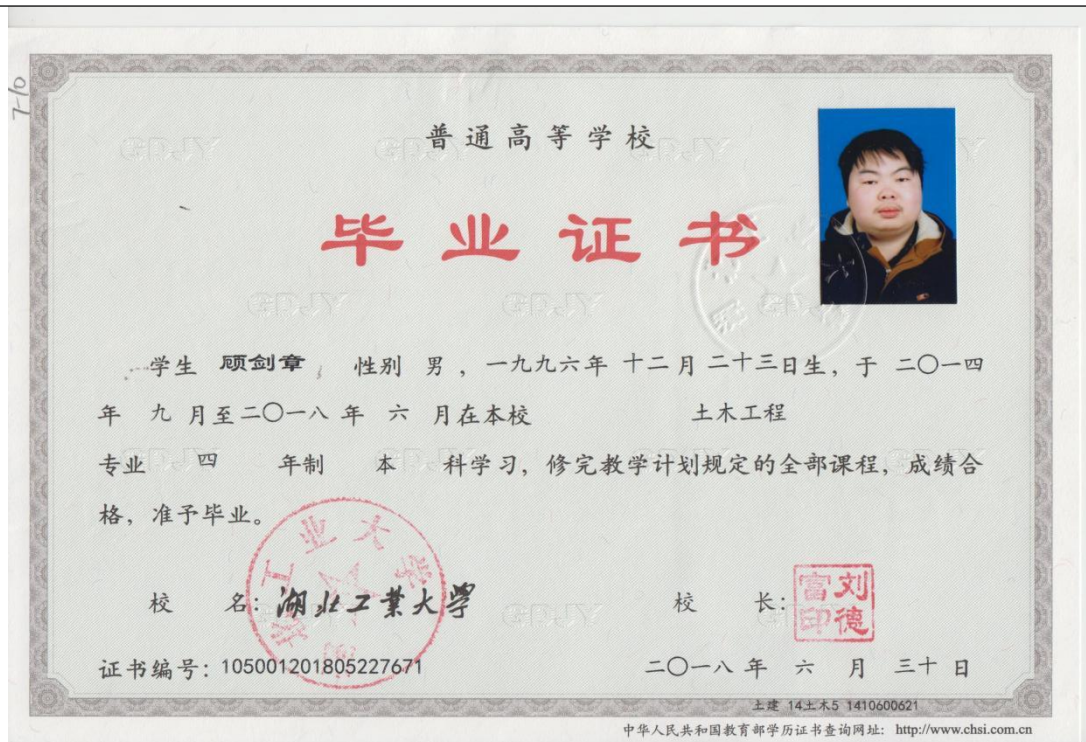 7-10
普通高等学校
毕业证书
学生 顾剑章, 性别 男, 一九九六年 十二月 二十三日生, 于 二〇一四
年 九 月至二〇一八 年 六 月在本校 土木工程
专业 四 年制 本 科学习, 修完教学计划规定的全部课程, 成绩合
格, 准予毕业。
校 名: 湖北工業大學 校 长: 刘德富印
北工业大学
证书编号: 105001201805227671 二〇一八 年 六 月 三十 日
土建 14土木5 1410600621
中华人民共和国教育部学历证书查询网址: http://www.chsi.com.cn